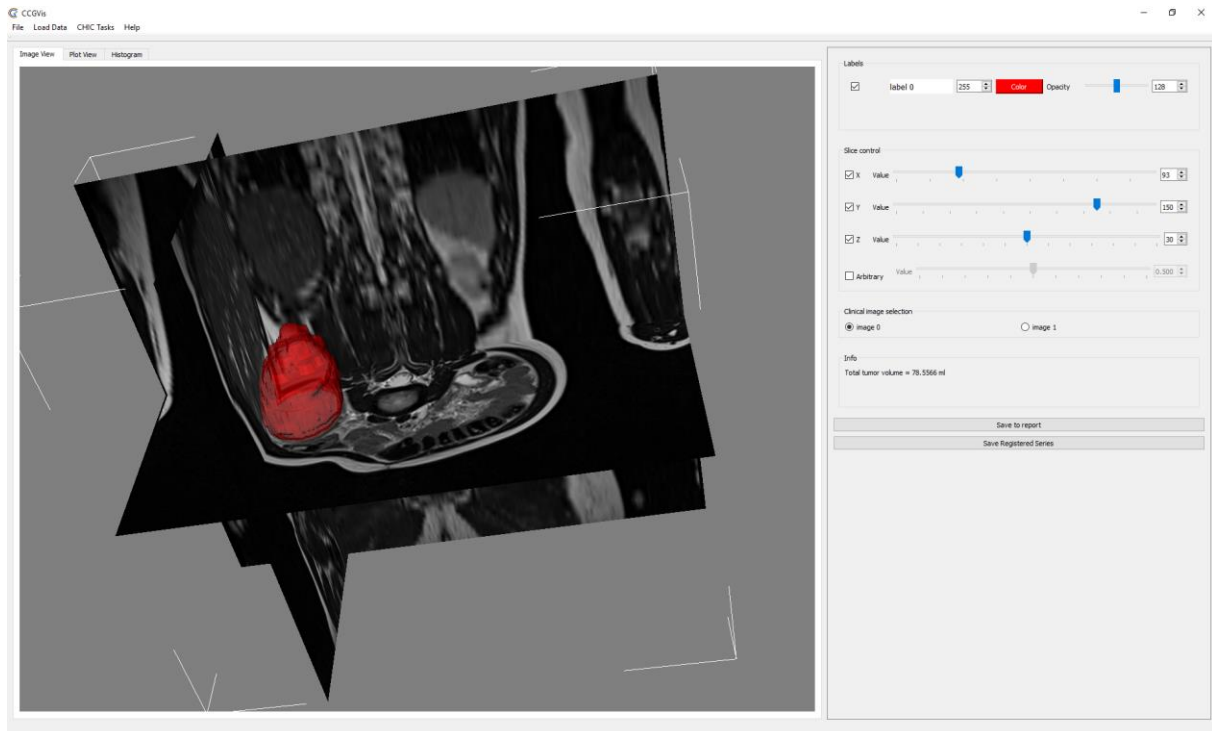 CCGVis
File Load Data CHIC Tasks Help
Image View Plot View Histogram
Labels
label 0 255 Color Opacity 128
Slice control
X Value 93
Y Value 150
Z Value 30
Arbitrary Value 0.500
Clinical image selection
image 0 image 1
Info
Total tumor volume = 78.5566 ml
Save to report
Save Registered Series